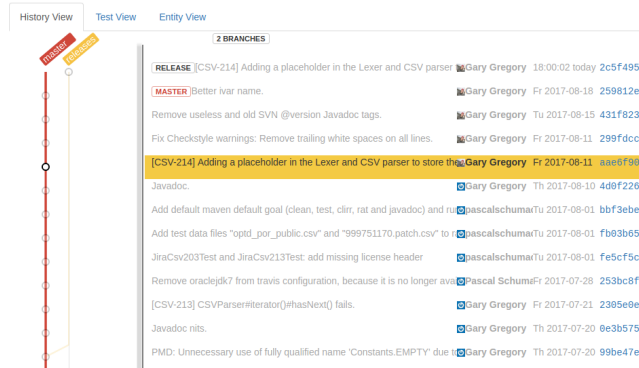 History View Test View Entity View
2 BRANCHES
master releases
RELEASE [CSV-214] Adding a placeholder in the Lexer and CSV parser Gary Gregory 18:00:02 today 2c5f495
MASTER Better ivar name. Gary Gregory Fr 2017-08-18 259812e
Remove useless and old SVN @version Javadoc tags. Gary Gregory Tu 2017-08-15 431f823
Fix Checkstyle warnings: Remove trailing white spaces on all lines. Gary Gregory Fr 2017-08-11 299fdcc
[CSV-214] Adding a placeholder in the Lexer and CSV parser to store the Gary Gregory Fr 2017-08-11 aae6f90
Javadoc. Gary Gregory Th 2017-08-10 4d0f226
Add default maven default goal (clean, test, clirr, rat and javadoc) and ru pascalschuma Tu 2017-08-01 bbf3ebe
Add test data files "optd_por_public.csv" and "999751170.patch.csv" to r pascalschuma Tu 2017-08-01 fb03b65
JiraCsv203Test and JiraCsv213Test: add missing license header pascalschuma Tu 2017-08-01 fe5cf5c
Remove oraclejdk7 from travis configuration, because it is no longer ava Pascal Schuma Fr 2017-07-28 253bc8f
[CSV-213] CSVParser#iterator()#hasNext() fails. Gary Gregory Fr 2017-07-21 2305e0e
Javadoc nits. Gary Gregory Th 2017-07-20 0e3b575
PMD: Unnecessary use of fully qualified name 'Constants.EMPTY' due t Gary Gregory Th 2017-07-20 99be47e